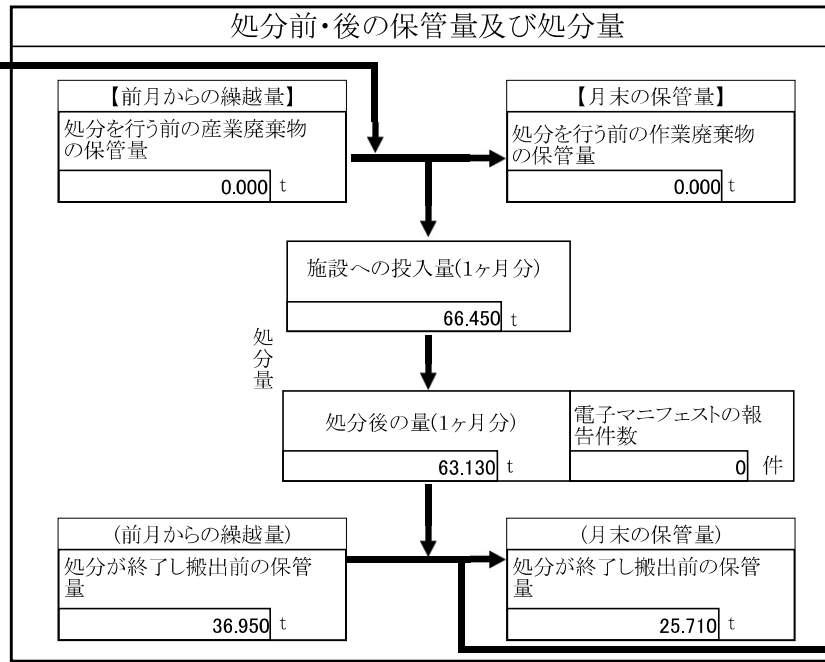 処分前・後の保管量及び処分量
【前月からの繰越量】
処分を行う前の産業廃棄物
の保管量
0.000 t
【月末の保管量】
処分を行う前の作業廃棄物
の保管量
0.000 t
施設への投入量(1ヶ月分)
66.450 t
処分量
処分後の量(1ヶ月分)
63.130 t
電子マニフェストの報
告件数
0 件
(前月からの繰越量)
処分が終了し搬出前の保管
量
36.950 t
(月末の保管量)
処分が終了し搬出前の保管
量
25.710 t